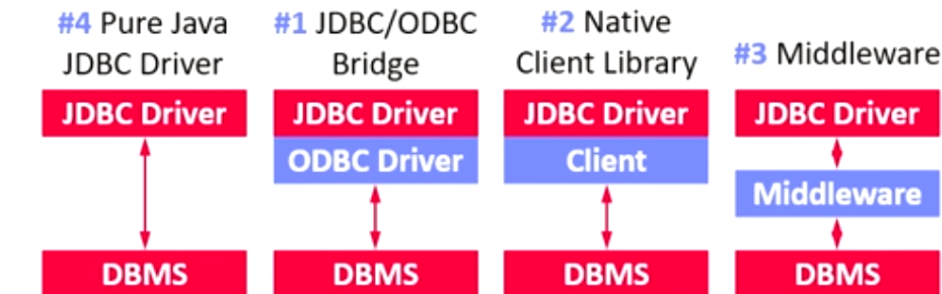 #4 Pure Java
JDBC Driver
JDBC Driver
DBMS
#1 JDBC/ODBC
Bridge
JDBC Driver
ODBC Driver
DBMS
#2 Native
Client Library
JDBC Driver
Client
DBMS
#3 Middleware
JDBC Driver
Middleware
DBMS